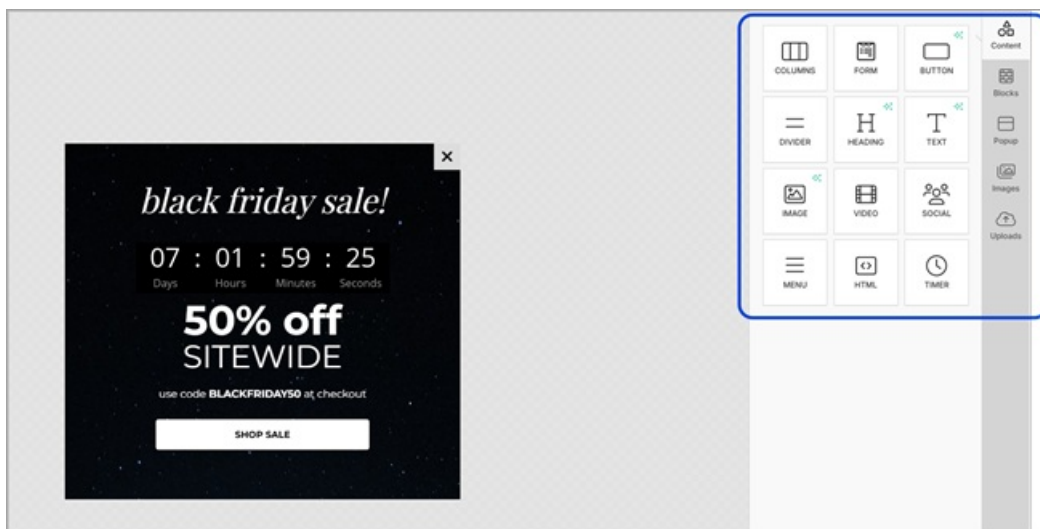 COLUMNS FORM BUTTON
DIVIDER HEADING TEXT
IMAGE VIDEO SOCIAL
MENU HTML TIMER
Content
Blocks
Popup
Images
Uploads
black friday sale!
07 : 01 : 59 : 25
Days Hours Minutes Seconds
50% off
SITEWIDE
use code BLACKFRIDAY50 at checkout
SHOP SALE